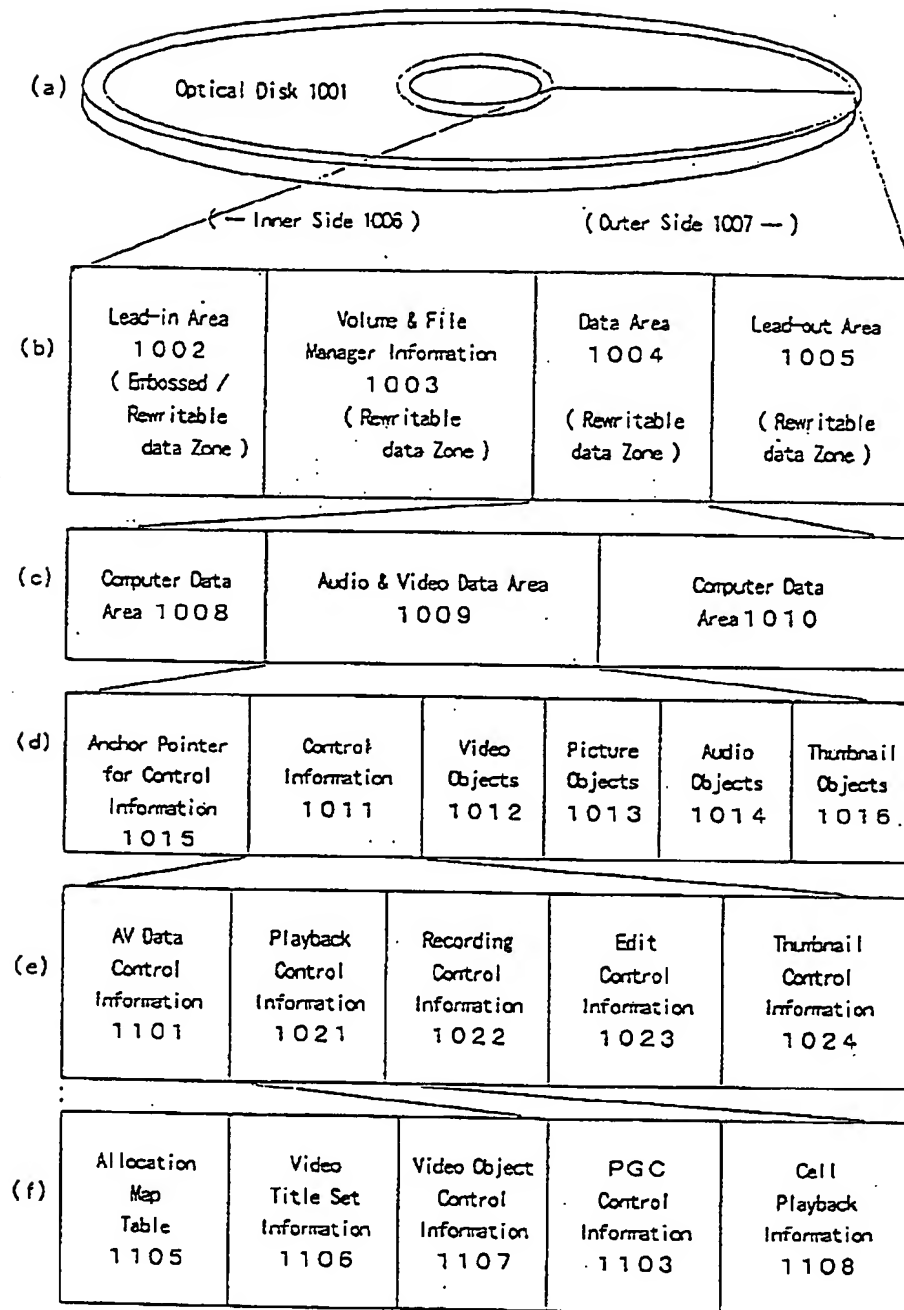 (a)
Optical Disk 1001
(— Inner Side 1006 )
( Outer Side 1007 — )
(b)
Lead-in Area
1002
( Embossed /
Rewritable
data Zone )
Volume & File
Manager Information
1003
( Rewritable
data Zone )
Data Area
1004
( Rewritable
data Zone )
Lead-out Area
1005
( Rewritable
data Zone )
(c)
Computer Data
Area 1008
Audio & Video Data Area
1009
Computer Data
Area 1010
(d)
Anchor Pointer
for Control
Information
1015
Control
Information
1011
Video
Objects
1012
Picture
Objects
1013
Audio
Objects
1014
Thumbnail
Objects
1016
(e)
AV Data
Control
Information
1101
Playback
Control
Information
1021
Recording
Control
Information
1022
Edit
Control
Information
1023
Thumbnail
Control
Information
1024
(f)
Allocation
Map
Table
1105
Video
Title Set
Information
1106
Video Object
Control
Information
1107
PGC
Control
Information
1103
Cell
Playback
Information
1108